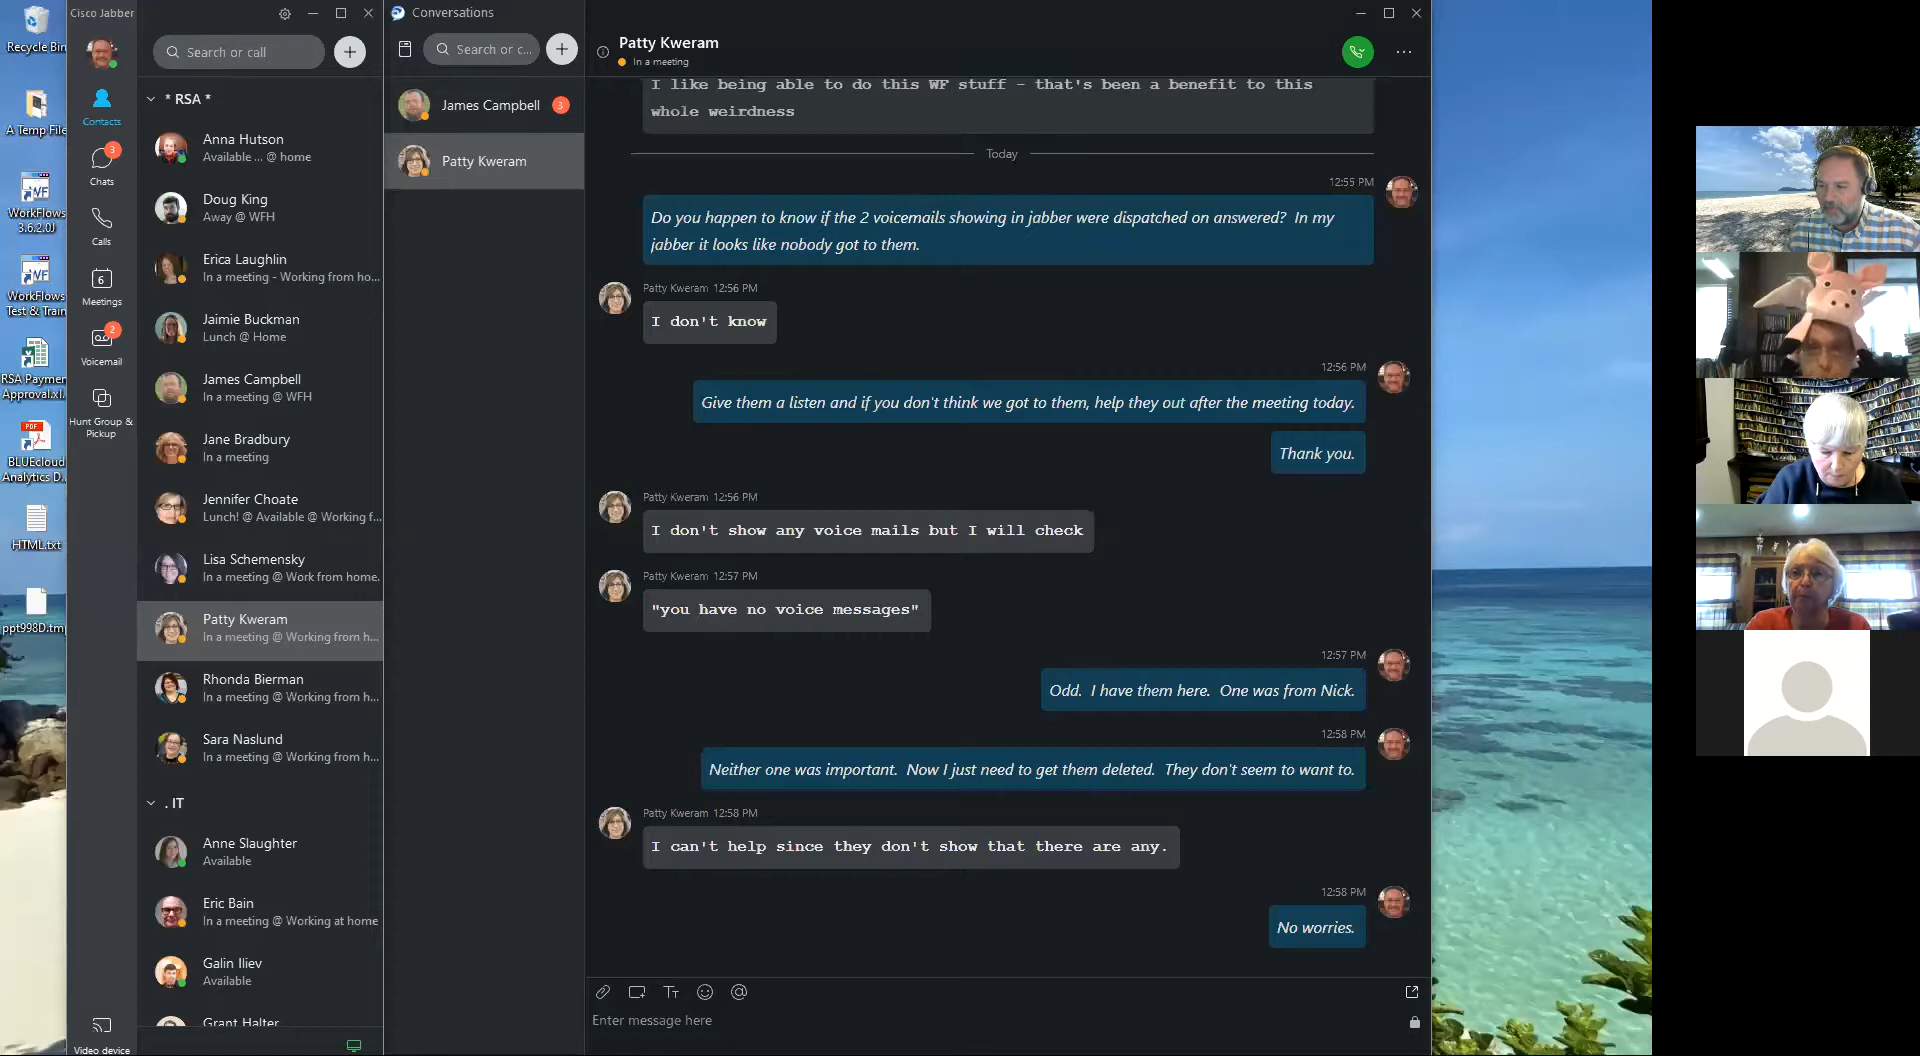 Recycle Bin
A Temp File
WorkFlows
3.6.2.0J
WorkFlows
Test & Train
RSA Paymen
Approval.xl.
PDF
BLUEcloud
Analytics D..
HTML.txt
ppt998D.tm
Cisco Jabber
Search or call
Contacts
3
Chats
Calls
6
Meetings
2
Voicemail
Hunt Group &
Pickup
Video device
* RSA *
Anna Hutson
Available ... @ home
Doug King
Away @ WFH
Erica Laughlin
In a meeting - Working from ho...
Jaimie Buckman
Lunch @ Home
James Campbell
In a meeting @ WFH
Jane Bradbury
In a meeting
Jennifer Choate
Lunch! @ Available @ Working f...
Lisa Schemensky
In a meeting @ Work from home.
Patty Kweram
In a meeting @ Working from h...
Rhonda Bierman
In a meeting @ Working from h...
Sara Naslund
In a meeting @ Working from h...
. IT
Anne Slaughter
Available
Eric Bain
In a meeting @ Working at home
Galin Iliev
Available
Grant Halter
Conversations
Search or c...
James Campbell
3
Patty Kweram
Patty Kweram
In a meeting
I like being able to do this WF stuff - that's been a benefit to this
whole weirdness
Today
12:55 PM
Do you happen to know if the 2 voicemails showing in jabber were dispatched on answered? In my
jabber it looks like nobody got to them.
Patty Kweram 12:56 PM
I don't know
12:56 PM
Give them a listen and if you don't think we got to them, help they out after the meeting today.
Thank you.
Patty Kweram 12:56 PM
I don't show any voice mails but I will check
Patty Kweram 12:57 PM
"you have no voice messages"
12:57 PM
Odd. I have them here. One was from Nick.
12:58 PM
Neither one was important. Now I just need to get them deleted. They don't seem to want to.
Patty Kweram 12:58 PM
I can't help since they don't show that there are any.
12:58 PM
No worries.
Enter message here